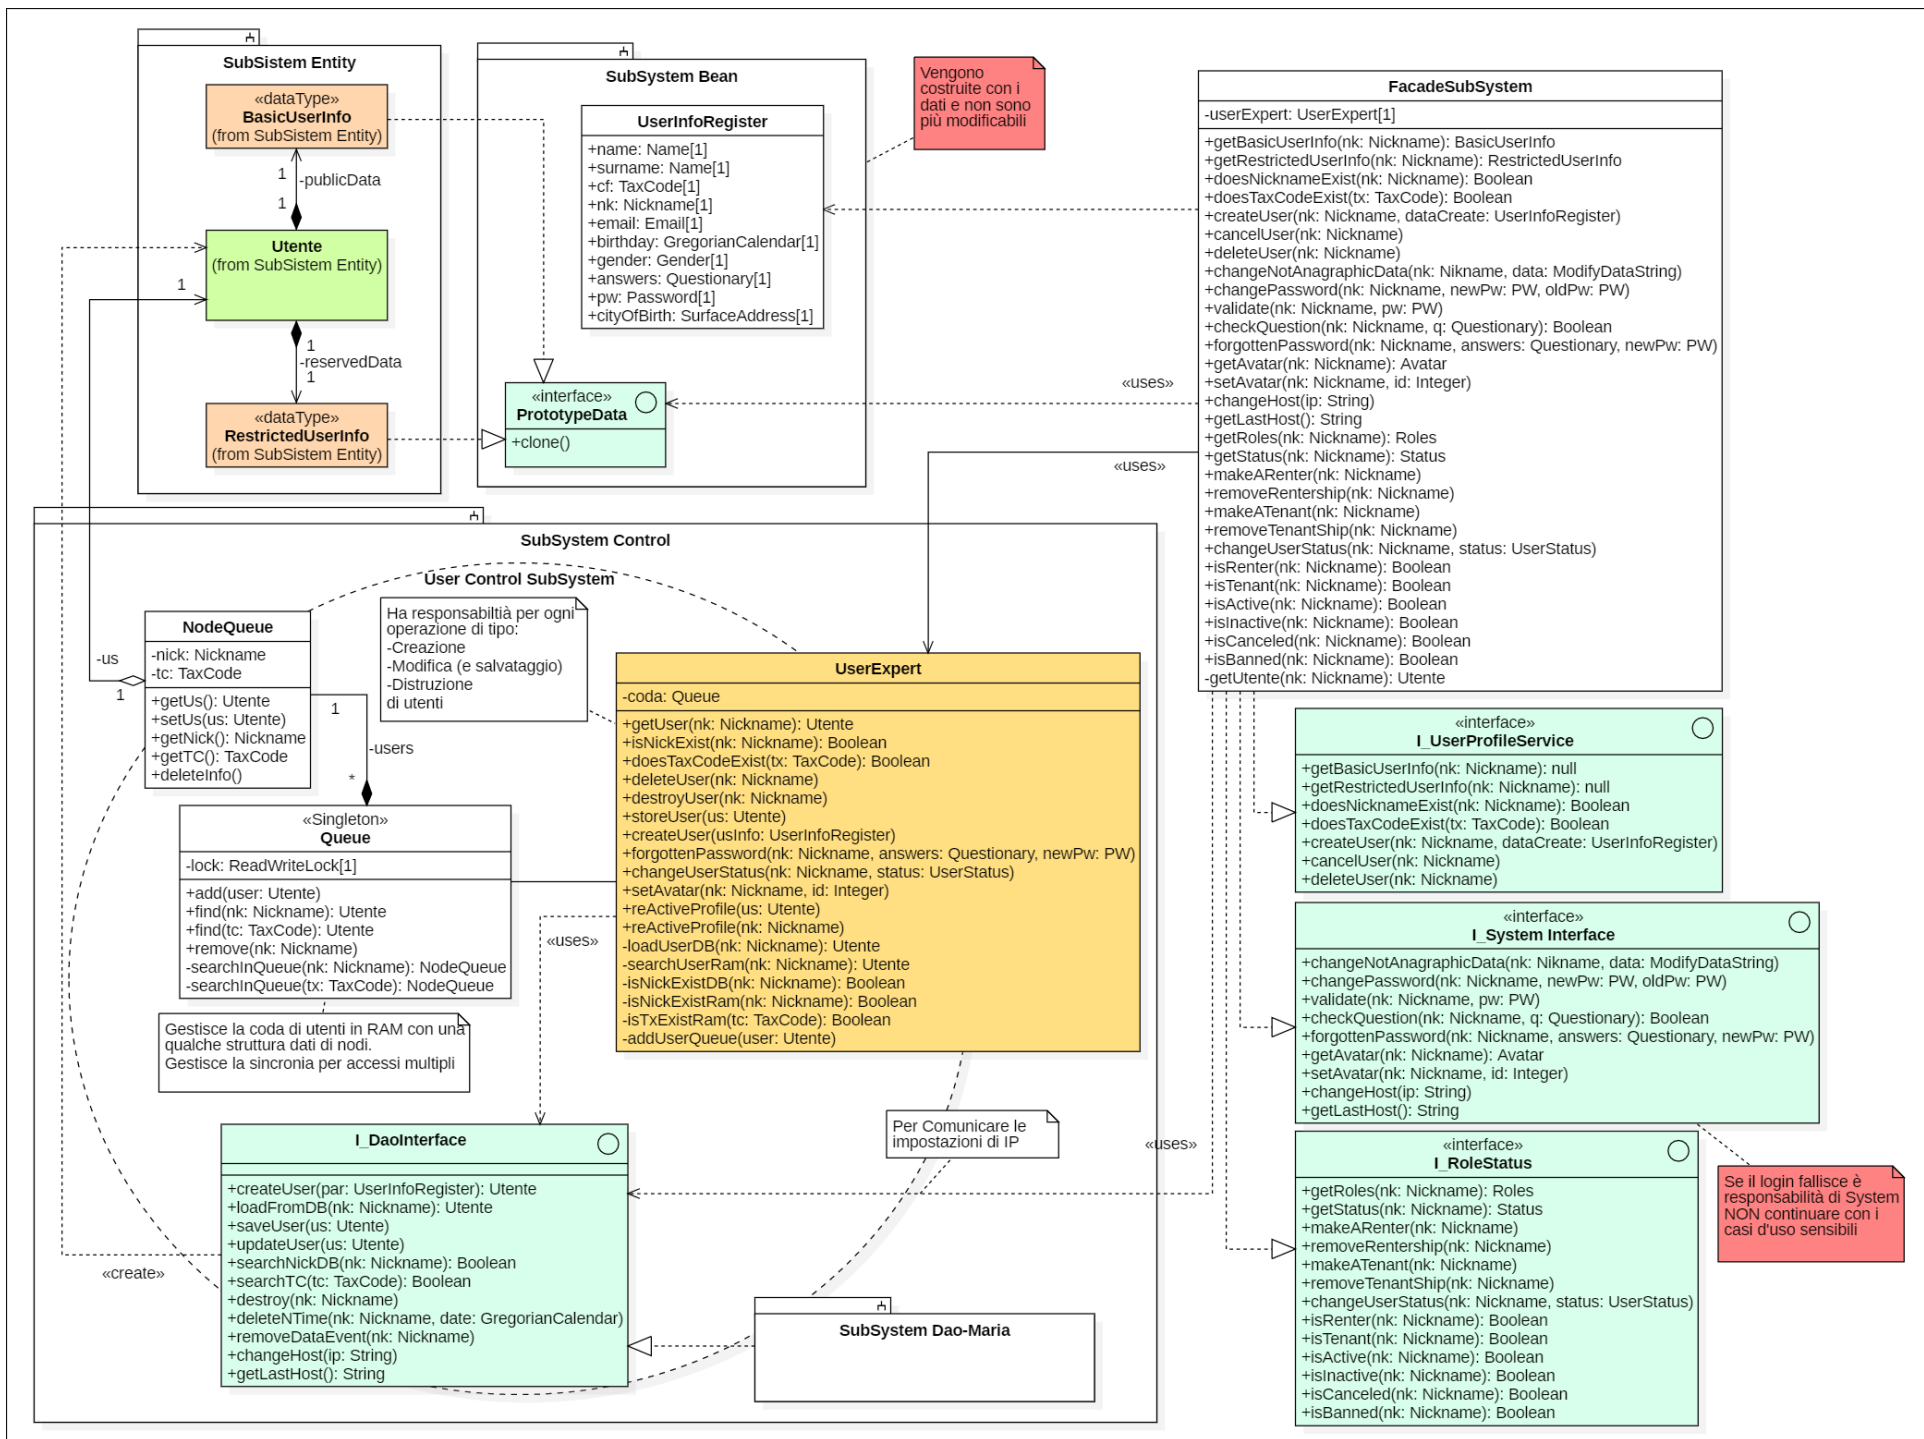 SubSistem Entity
«dataType»
BasicUserInfo
(from SubSistem Entity)
1
-publicData
1
Utente
(from SubSistem Entity)
1
1
-reservedData
1
«dataType»
RestrictedUserInfo
(from SubSistem Entity)
SubSystem Bean
UserInfoRegister
+name: Name[1]
+surname: Name[1]
+cf: TaxCode[1]
+nk: Nickname[1]
+email: Email[1]
+birthday: GregorianCalendar[1]
+gender: Gender[1]
+answers: Questionary[1]
+pw: Password[1]
+cityOfBirth: SurfaceAddress[1]
«interface»
PrototypeData
+clone()
Vengono
costruite con i
dati e non sono
più modificabili
FacadeSubSystem
-userExpert: UserExpert[1]
+getBasicUserInfo(nk: Nickname): BasicUserInfo
+getRestrictedUserInfo(nk: Nickname): RestrictedUserInfo
+doesNicknameExist(nk: Nickname): Boolean
+doesTaxCodeExist(tx: TaxCode): Boolean
+createUser(nk: Nickname, dataCreate: UserInfoRegister)
+cancelUser(nk: Nickname)
+deleteUser(nk: Nickname)
+changeNotAnagraphicData(nk: Nikname, data: ModifyDataString)
+changePassword(nk: Nickname, newPw: PW, oldPw: PW)
+validate(nk: Nickname, pw: PW)
+checkQuestion(nk: Nickname, q: Questionary): Boolean
+forgottenPassword(nk: Nickname, answers: Questionary, newPw: PW)
+getAvatar(nk: Nickname): Avatar
+setAvatar(nk: Nickname, id: Integer)
+changeHost(ip: String)
+getLastHost(): String
+getRoles(nk: Nickname): Roles
+getStatus(nk: Nickname): Status
+makeARenter(nk: Nickname)
+removeRentership(nk: Nickname)
+makeATenant(nk: Nickname)
+removeTenantShip(nk: Nickname)
+changeUserStatus(nk: Nickname, status: UserStatus)
+isRenter(nk: Nickname): Boolean
+isTenant(nk: Nickname): Boolean
+isActive(nk: Nickname): Boolean
+isInactive(nk: Nickname): Boolean
+isCanceled(nk: Nickname): Boolean
+isBanned(nk: Nickname): Boolean
-getUtente(nk: Nickname): Utente
«uses»
«uses»
SubSystem Control
User Control SubSystem
NodeQueue
-nick: Nickname
-tc: TaxCode
+getUs(): Utente
+setUs(us: Utente)
+getNick(): Nickname
+getTC(): TaxCode
+deleteInfo()
-us
1
1
-users
*
Ha responsabiltià per ogni
operazione di tipo:
-Creazione
-Modifica (e salvataggio)
-Distruzione
di utenti
UserExpert
-coda: Queue
+getUser(nk: Nickname): Utente
+isNickExist(nk: Nickname): Boolean
+doesTaxCodeExist(tx: TaxCode): Boolean
+deleteUser(nk: Nickname)
+destroyUser(nk: Nickname)
+storeUser(us: Utente)
+createUser(usInfo: UserInfoRegister)
+forgottenPassword(nk: Nickname, answers: Questionary, newPw: PW)
+changeUserStatus(nk: Nickname, status: UserStatus)
+setAvatar(nk: Nickname, id: Integer)
+reActiveProfile(us: Utente)
+reActiveProfile(nk: Nickname)
-loadUserDB(nk: Nickname): Utente
-searchUserRam(nk: Nickname): Utente
-isNickExistDB(nk: Nickname): Boolean
-isNickExistRam(nk: Nickname): Boolean
-isTxExistRam(tc: TaxCode): Boolean
-addUserQueue(user: Utente)
«Singleton»
Queue
-lock: ReadWriteLock[1]
+add(user: Utente)
+find(nk: Nickname): Utente
+find(tc: TaxCode): Utente
+remove(nk: Nickname)
-searchInQueue(nk: Nickname): NodeQueue
-searchInQueue(tx: TaxCode): NodeQueue
Gestisce la coda di utenti in RAM con una
qualche struttura dati di nodi.
Gestisce la sincronia per accessi multipli
«uses»
Per Comunicare le
impostazioni di IP
«uses»
I_DaoInterface
+createUser(par: UserInfoRegister): Utente
+loadFromDB(nk: Nickname): Utente
+saveUser(us: Utente)
+updateUser(us: Utente)
+searchNickDB(nk: Nickname): Boolean
+searchTC(tc: TaxCode): Boolean
+destroy(nk: Nickname)
+deleteNTime(nk: Nickname, date: GregorianCalendar)
+removeDataEvent(nk: Nickname)
+changeHost(ip: String)
+getLastHost(): String
«create»
SubSystem Dao-Maria
«interface»
I_UserProfileService
+getBasicUserInfo(nk: Nickname): null
+getRestrictedUserInfo(nk: Nickname): null
+doesNicknameExist(nk: Nickname): Boolean
+doesTaxCodeExist(tx: TaxCode): Boolean
+createUser(nk: Nickname, dataCreate: UserInfoRegister)
+cancelUser(nk: Nickname)
+deleteUser(nk: Nickname)
«interface»
I_System Interface
+changeNotAnagraphicData(nk: Nikname, data: ModifyDataString)
+changePassword(nk: Nickname, newPw: PW, oldPw: PW)
+validate(nk: Nickname, pw: PW)
+checkQuestion(nk: Nickname, q: Questionary): Boolean
+forgottenPassword(nk: Nickname, answers: Questionary, newPw: PW)
+getAvatar(nk: Nickname): Avatar
+setAvatar(nk: Nickname, id: Integer)
+changeHost(ip: String)
+getLastHost(): String
«interface»
I_RoleStatus
+getRoles(nk: Nickname): Roles
+getStatus(nk: Nickname): Status
+makeARenter(nk: Nickname)
+removeRentership(nk: Nickname)
+makeATenant(nk: Nickname)
+removeTenantShip(nk: Nickname)
+changeUserStatus(nk: Nickname, status: UserStatus)
+isRenter(nk: Nickname): Boolean
+isTenant(nk: Nickname): Boolean
+isActive(nk: Nickname): Boolean
+isInactive(nk: Nickname): Boolean
+isCanceled(nk: Nickname): Boolean
+isBanned(nk: Nickname): Boolean
Se il login fallisce è
responsabilità di System
NON continuare con i
casi d'uso sensibili